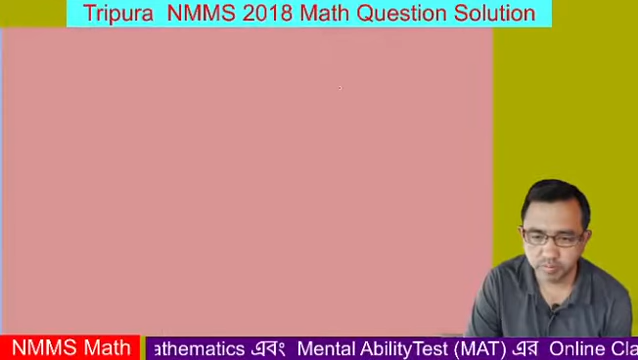 Tripura NMMS 2018 Math Question Solution
NMMS Math
athematics এবং Mental AbilityTest (MAT) এর Online Cla